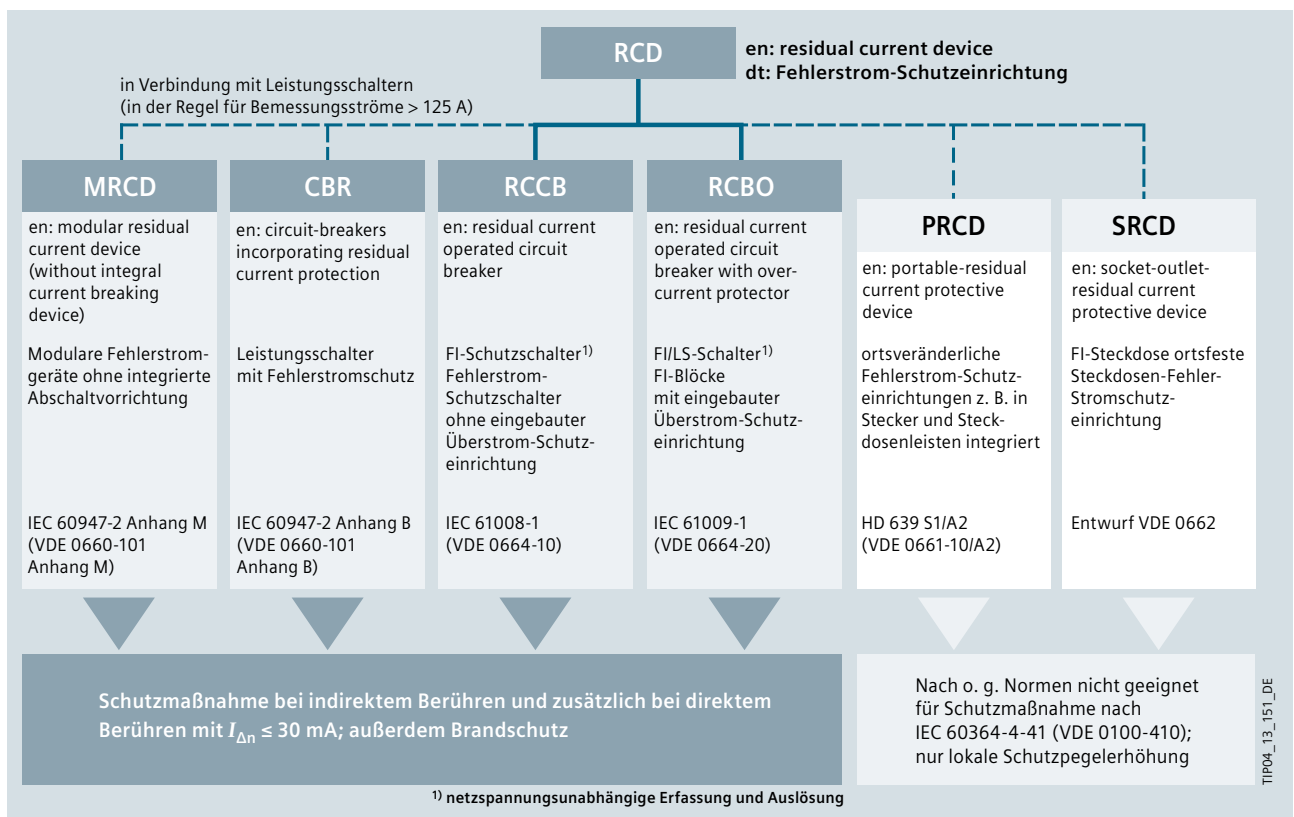 RCD
en: residual current device
dt: Fehlerstrom-Schutzeinrichtung
in Verbindung mit Leistungsschaltern
(in der Regel für Bemessungsströme > 125 A)
MRCD
en: modular residual
current device
(without integral
current breaking
device)
Modulare Fehlerstrom-
geräte ohne integrierte
Abschaltvorrichtung
IEC 60947-2 Anhang M
(VDE 0660-101
Anhang M)
CBR
en: circuit-breakers
incorporating residual
current protection
Leistungsschalter
mit Fehlerstromschutz
IEC 60947-2 Anhang B
(VDE 0660-101
Anhang B)
RCCB
en: residual current
operated circuit
breaker
FI-Schutzschalter1)
Fehlerstrom-
Schutzschalter
ohne eingebauter
Überstrom-Schutz-
einrichtung
IEC 61008-1
(VDE 0664-10)
RCBO
en: residual current
operated circuit
breaker with over-
current protector
FI/LS-Schalter1)
FI-Blöcke
mit eingebauter
Überstrom-Schutz-
einrichtung
IEC 61009-1
(VDE 0664-20)
PRCD
en: portable-residual
current protective
device
ortsveränderliche
Fehlerstrom-Schutz-
einrichtungen z. B. in
Stecker und Steck-
dosenleisten integriert
HD 639 S1/A2
(VDE 0661-10/A2)
SRCD
en: socket-outlet-
residual current
protective device
FI-Steckdose ortsfeste
Steckdosen-Fehler-
Stromschutz-
einrichtung
Entwurf VDE 0662
Schutzmaßnahme bei indirektem Berühren und zusätzlich bei direktem
Berühren mit IΔn ≤ 30 mA; außerdem Brandschutz
Nach o. g. Normen nicht geeignet
für Schutzmaßnahme nach
IEC 60364-4-41 (VDE 0100-410);
nur lokale Schutzpegelerhöhung
1) netzspannungsunabhängige Erfassung und Auslösung
TIP04_13_151_DE